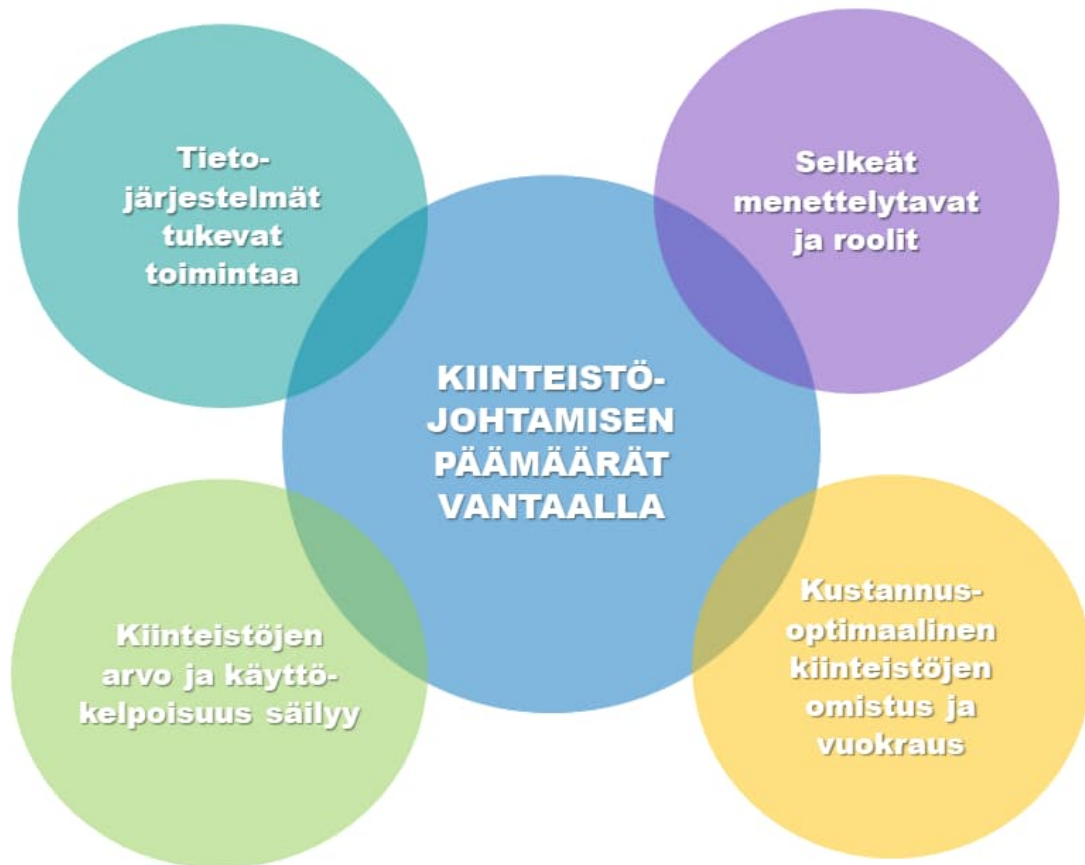 Tieto-
järjestelmät
tukevat
toimintaa
Selkeät
menettelytavat
ja roolit
KIINTEISTÖ-
JOHTAMISEN
PÄÄMÄÄRÄT
VANTAALLA
Kiinteistöjen
arvo ja käyttö-
kelpoisuus säilyy
Kustannus-
optimaalinen
kiinteistöjen
omistus ja
vuokraus